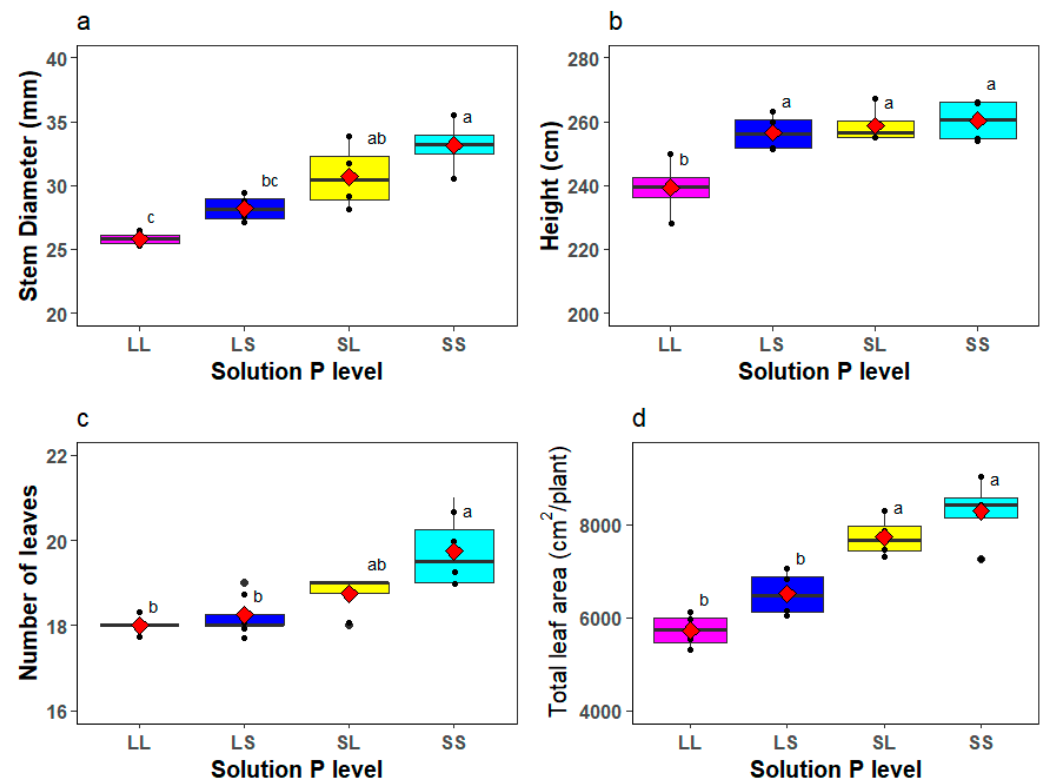 a
Stem Diameter (mm)
40
35
30
25
20
c
bc
ab
a
LL LS SL SS
Solution P level
b
Height (cm)
280
260
240
220
200
b
a
a
a
LL LS SL SS
Solution P level
c
Number of leaves
22
20
18
16
b
b
ab
a
LL LS SL SS
Solution P level
d
Total leaf area (cm²/plant)
8000
6000
4000
b
b
a
a
LL LS SL SS
Solution P level